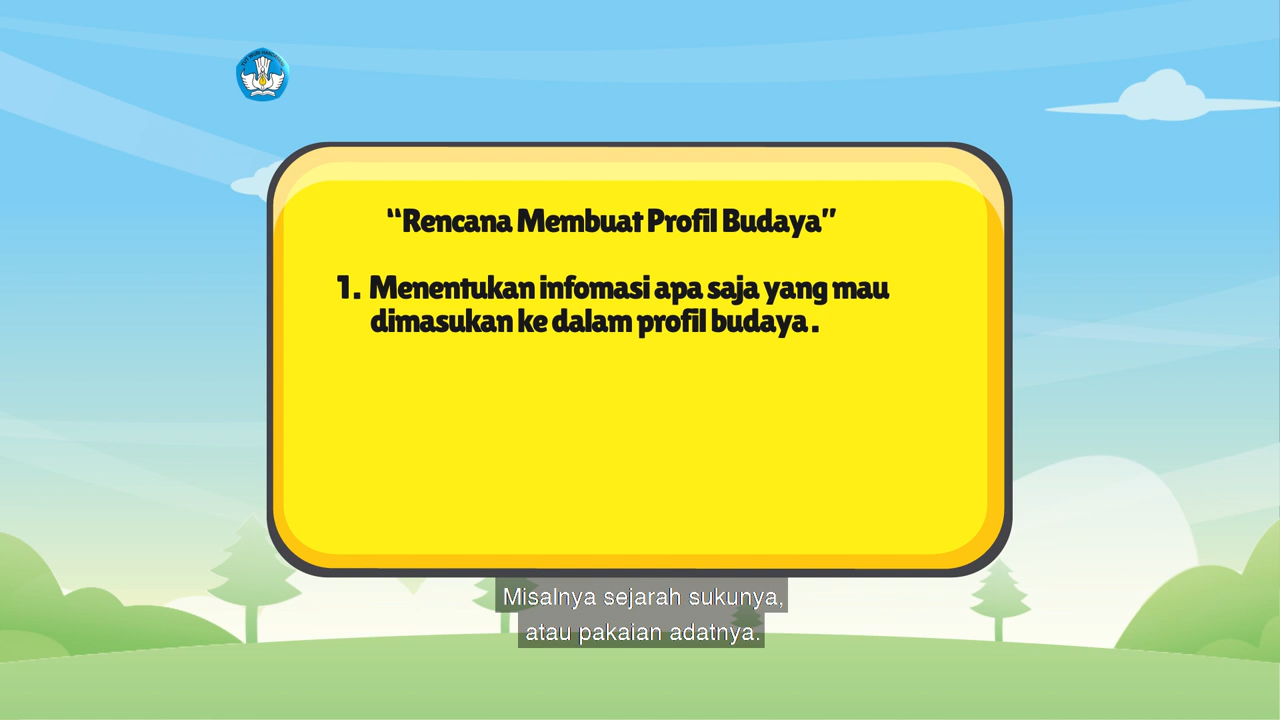 “Rencana Membuat Profil Budaya”
1. Menentukan infomasi apa saja yang mau
dimasukan ke dalam profil budaya.
Misalnya sejarah sukunya,
atau pakaian adatnya.